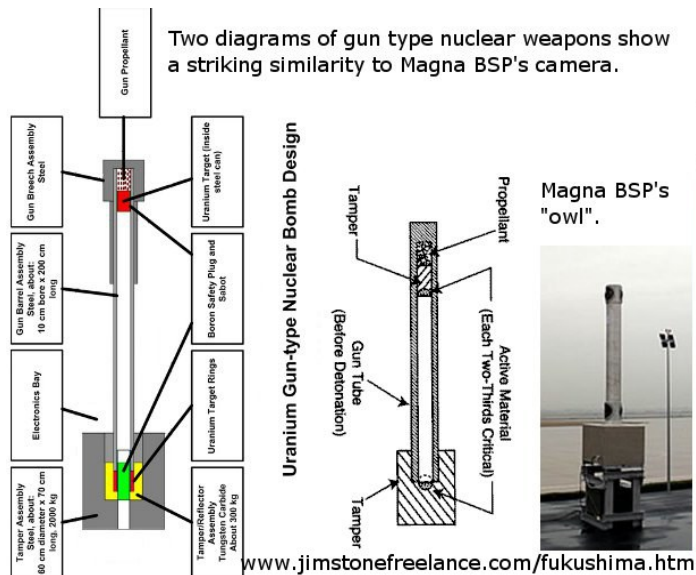 Two diagrams of gun type nuclear weapons show
a striking similarity to Magna BSP's camera.
Gun Propellant
Gun Breech Assembly
Steel
Gun Barrel Assembly
Steel, about:
10 cm bore x 200 cm
long
Electronics Bay
Tamper Assembly
Steel, about:
60 cm diameter x 70 cm
long, 2000 kg
Uranium Target (inside
steel can)
Boron Safety Plug and
Sabot
Uranium Target Rings
Tamper/Reflector
Assembly
Tungsten Carbide
About 300 kg
Uranium Gun-type Nuclear Bomb Design
Tamper
Propellant
Gun Tube
(Before Detonation)
Active Material
(Each Two-Thirds Critical)
Tamper
Magna BSP's
"owl".
www.jimstonefreelance.com/fukushima.htm